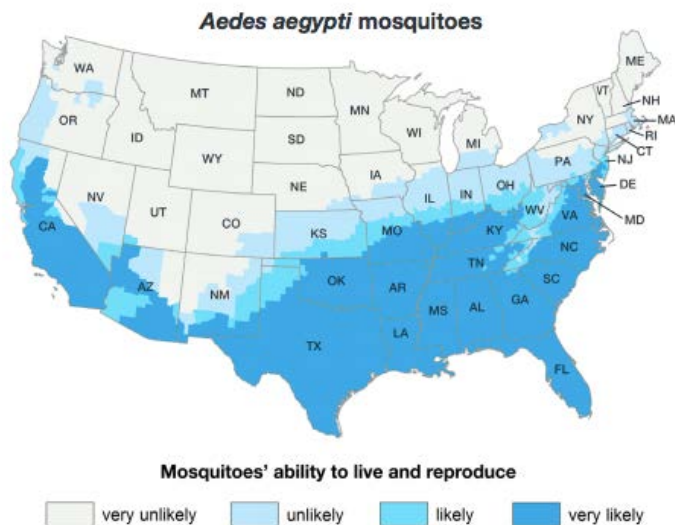 Aedes aegypti mosquitoes
WA
MT
ND
MN
ME
VT
NH
MA
RI
CT
NJ
DE
MD
OR
ID
SD
WI
MI
NY
WY
NE
IA
PA
NV
UT
CO
KS
IL
IN
OH
WV
VA
CA
MO
KY
AZ
NM
OK
AR
TN
NC
SC
MS
AL
GA
TX
LA
FL
Mosquitoes' ability to live and reproduce
very unlikely unlikely likely very likely